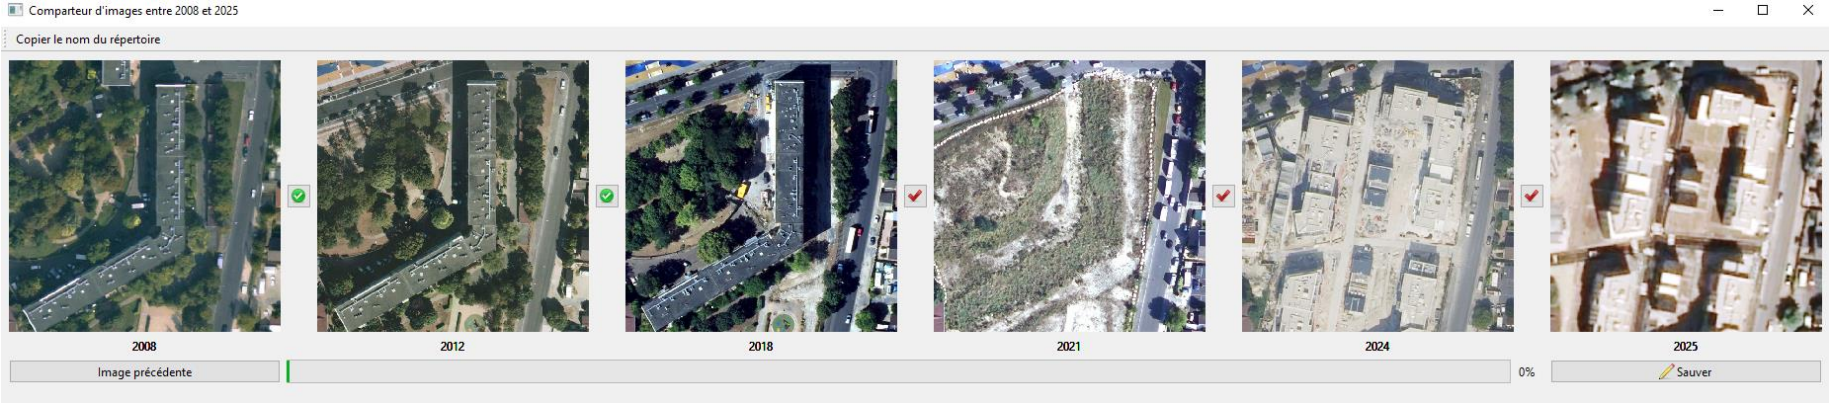 Comparteur d'images entre 2008 et 2025
Copier le nom du répertoire
2008 2012 2018 2021 2024 2025
Image précédente 0% Sauver